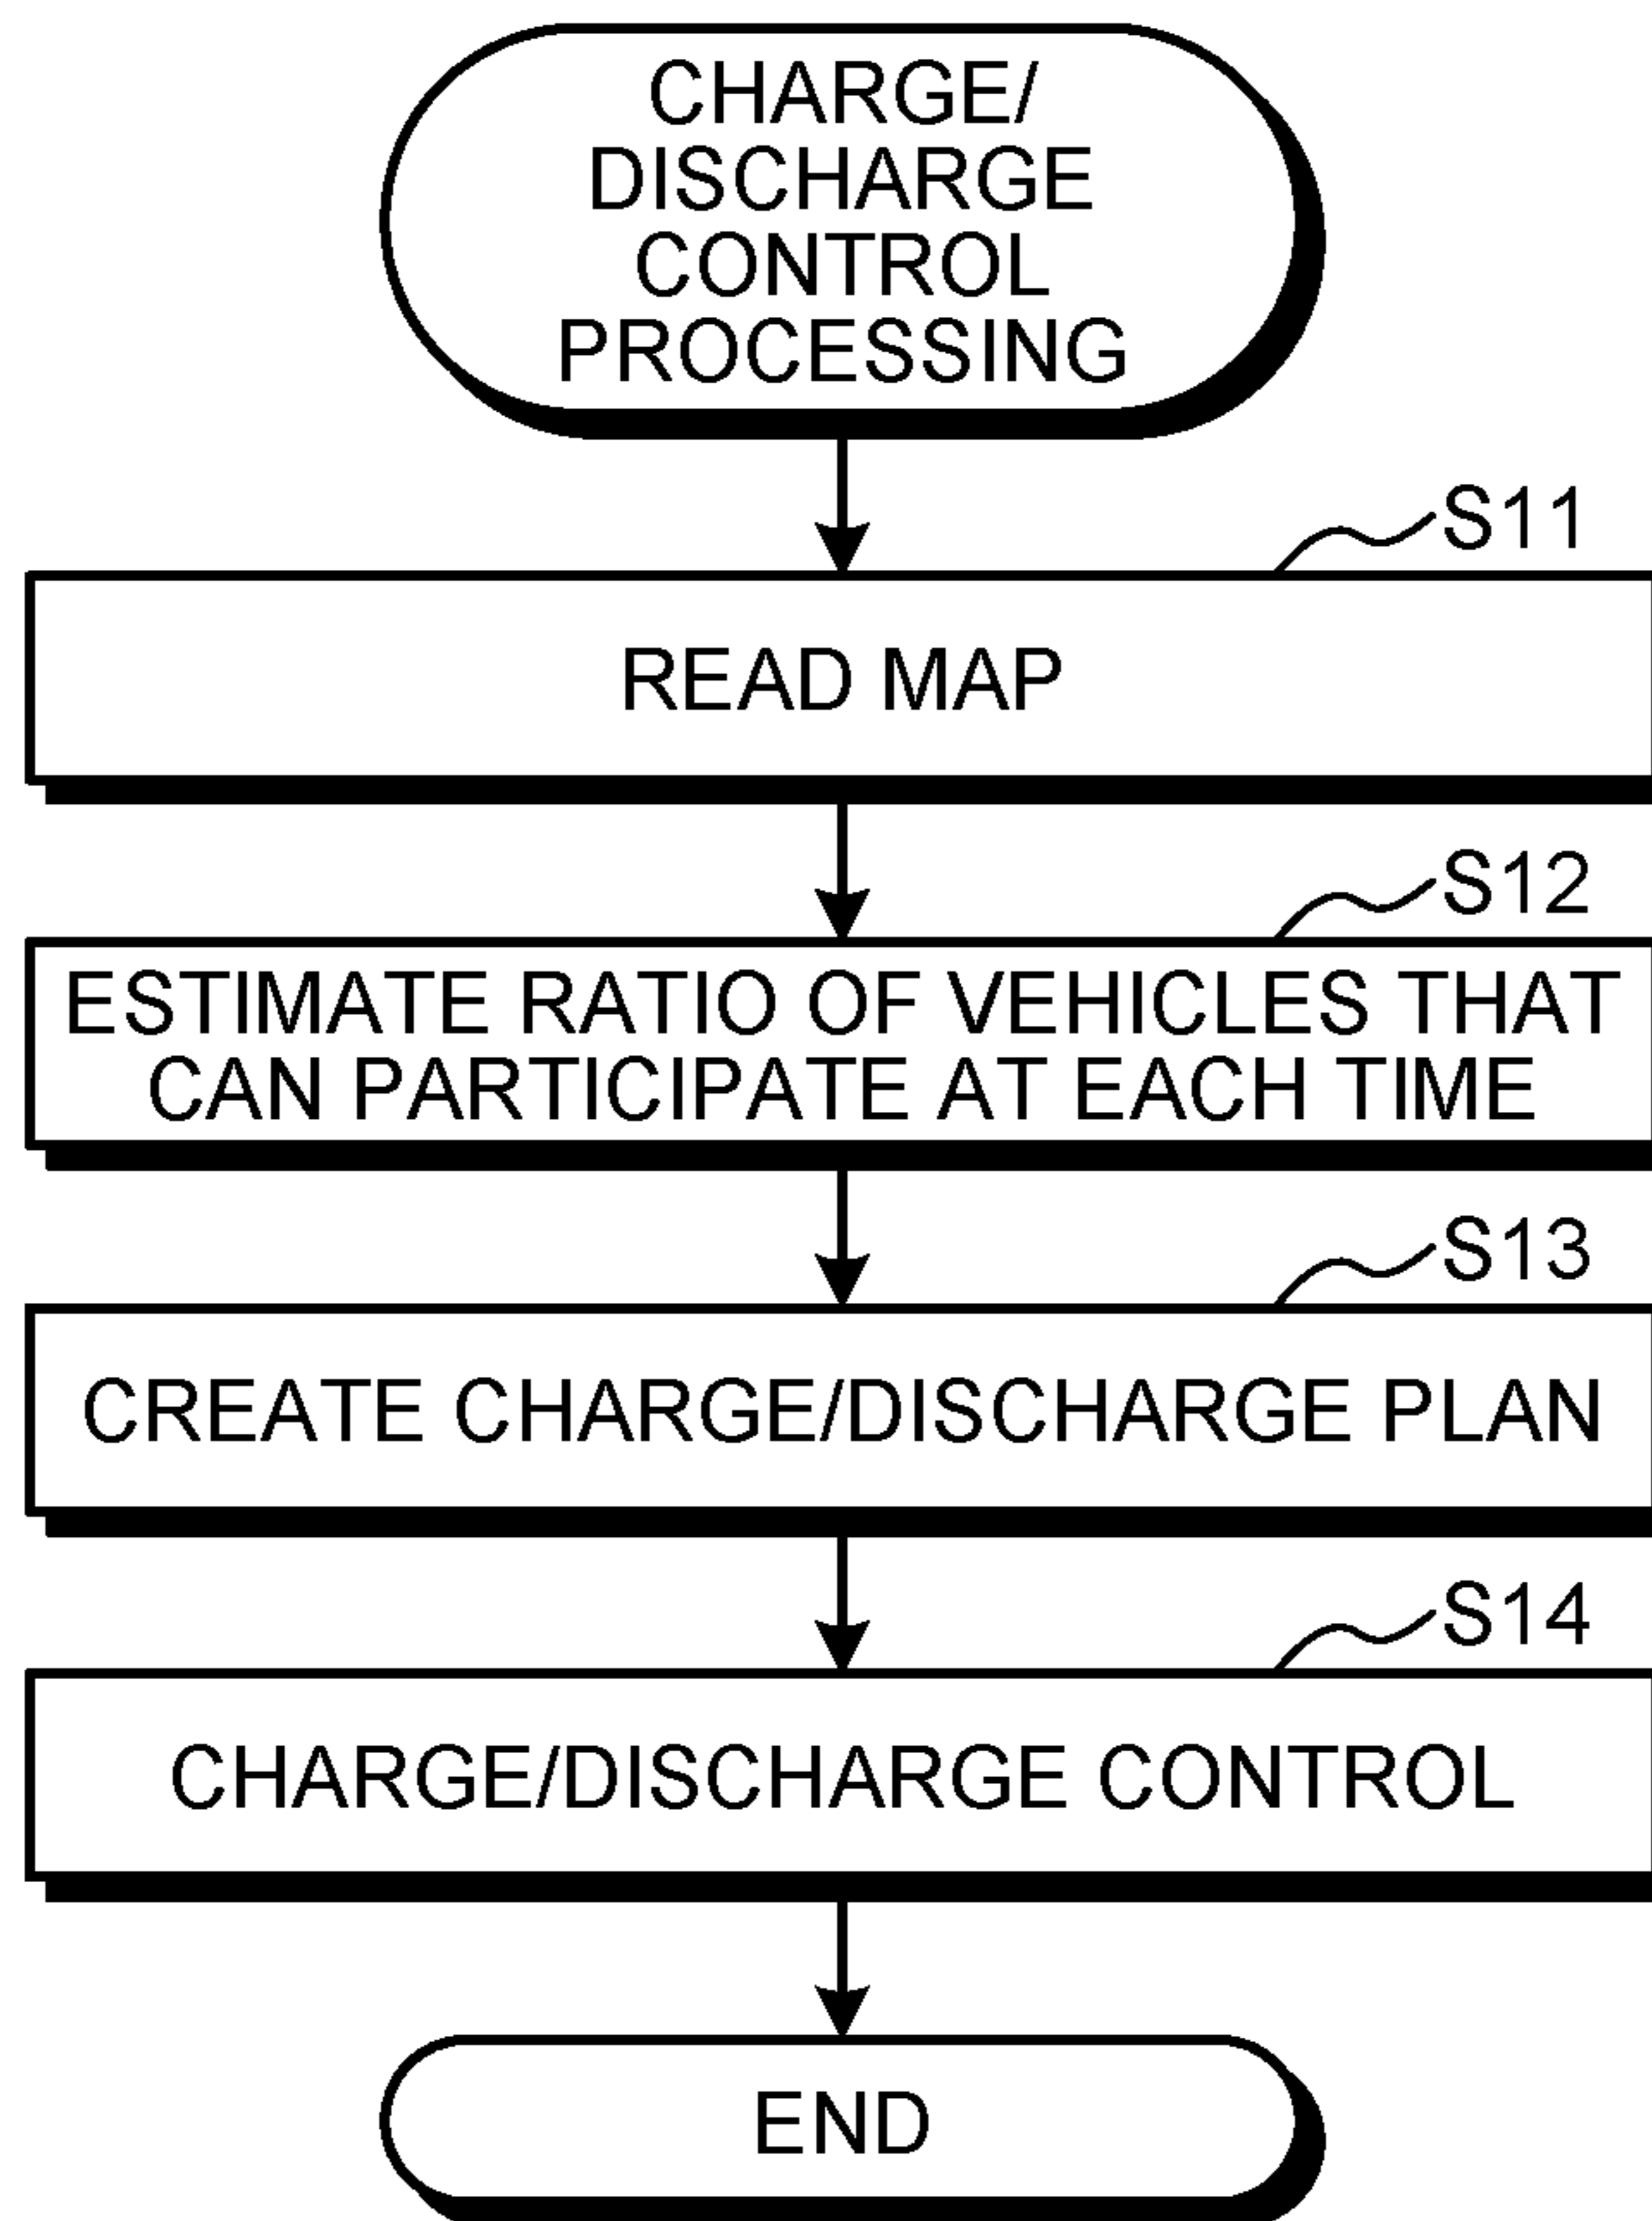 CHARGE/
DISCHARGE
CONTROL
PROCESSING
S11
READ MAP
S12
ESTIMATE RATIO OF VEHICLES THAT
CAN PARTICIPATE AT EACH TIME
S13
CREATE CHARGE/DISCHARGE PLAN
S14
CHARGE/DISCHARGE CONTROL
END